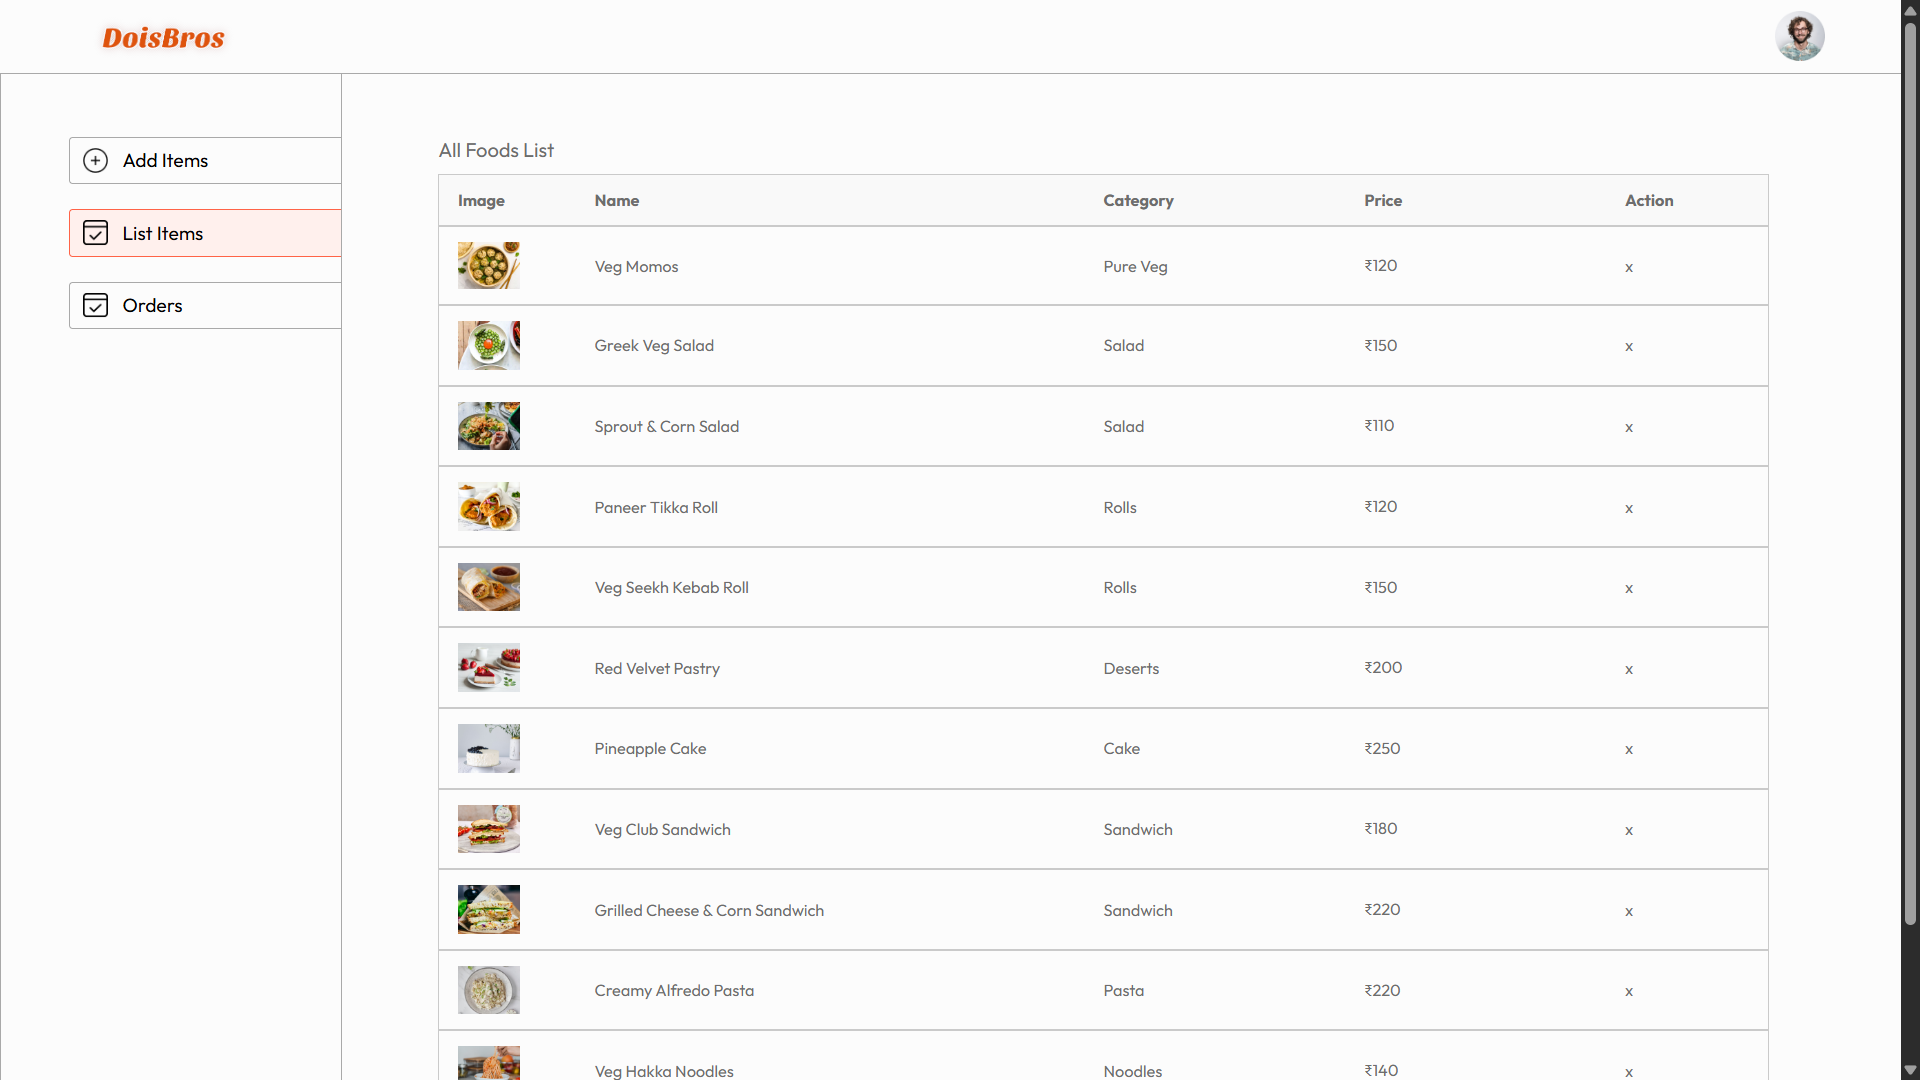 DoisBros
Add Items
List Items
Orders
All Foods List
Image Name Category Price Action
Veg Momos Pure Veg ₹120 x
Greek Veg Salad Salad ₹150 x
Sprout & Corn Salad Salad ₹110 x
Paneer Tikka Roll Rolls ₹120 x
Veg Seekh Kebab Roll Rolls ₹150 x
Red Velvet Pastry Deserts ₹200 x
Pineapple Cake Cake ₹250 x
Veg Club Sandwich Sandwich ₹180 x
Grilled Cheese & Corn Sandwich Sandwich ₹220 x
Creamy Alfredo Pasta Pasta ₹220 x
Veg Hakka Noodles Noodles ₹140 x